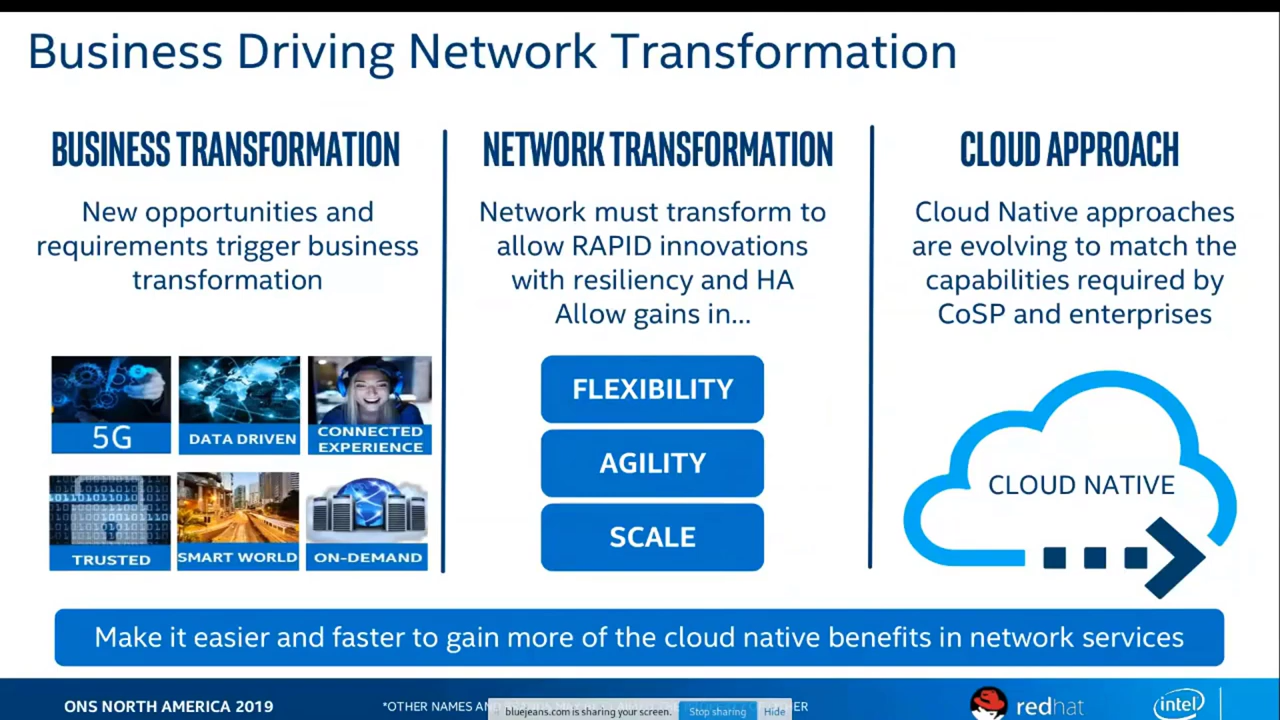 Business Driving Network Transformation
BUSINESS TRANSFORMATION
New opportunities and
requirements trigger business
transformation
5G
DATA DRIVEN
CONNECTED
EXPERIENCE
TRUSTED
SMART WORLD
ON-DEMAND
NETWORK TRANSFORMATION
Network must transform to
allow RAPID innovations
with resiliency and HA
Allow gains in...
FLEXIBILITY
AGILITY
SCALE
CLOUD APPROACH
Cloud Native approaches
are evolving to match the
capabilities required by
CoSP and enterprises
CLOUD NATIVE
Make it easier and faster to gain more of the cloud native benefits in network services
ONS NORTH AMERICA 2019
*OTHER NAMES
bluejeans.com is sharing your screen.
Stop sharing
Hide
redhat
intel